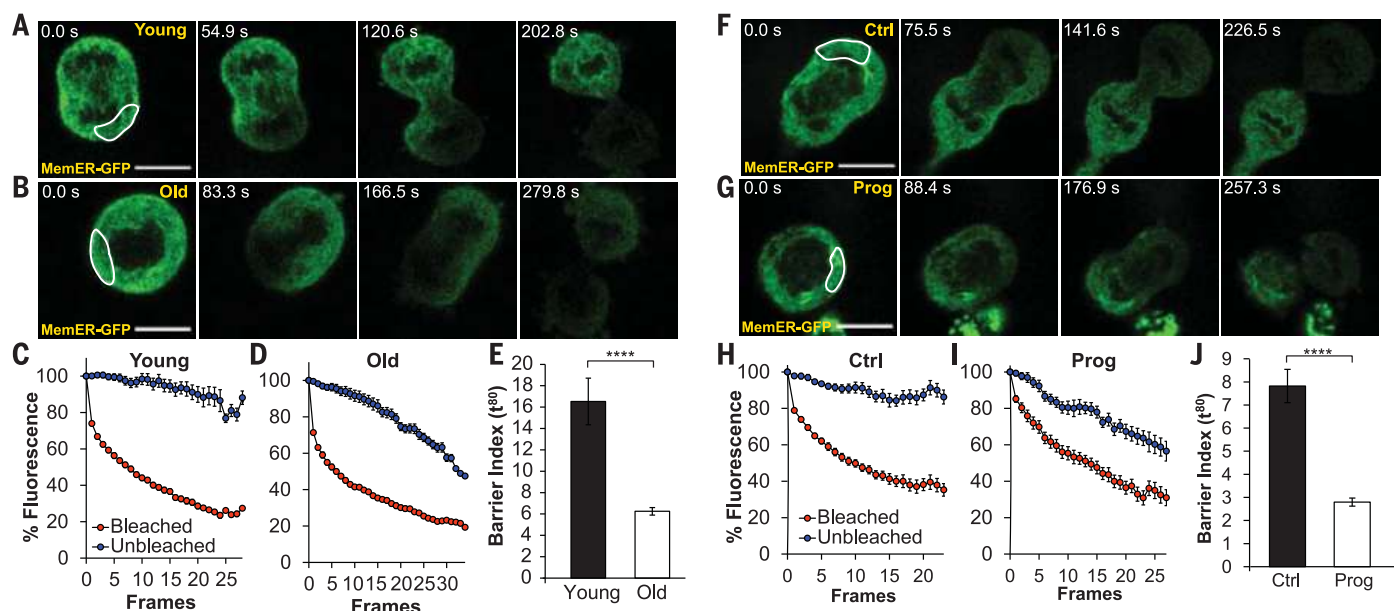 A
0.0 s
Young
54.9 s
120.6 s
202.8 s
MemER-GFP
B
0.0 s
Old
83.3 s
166.5 s
279.8 s
MemER-GFP
C
Young
% Fluorescence
100
80
60
40
20
0
Bleached
Unbleached
0 5 10 15 20 25
Frames
D
Old
100
80
60
40
20
0
0 5 10 15 20 25 30
Frames
E
Barrier Index (t⁸⁰)
20
18
16
14
12
10
8
6
4
2
0
****
Young Old
F
0.0 s
Ctrl
75.5 s
141.6 s
226.5 s
MemER-GFP
G
0.0 s
Prog
88.4 s
176.9 s
257.3 s
MemER-GFP
H
Ctrl
% Fluorescence
100
80
60
40
20
0
Bleached
Unbleached
0 5 10 15 20
Frames
I
Prog
100
80
60
40
20
0
0 5 10 15 20 25
Frames
J
Barrier Index (t⁸⁰)
9
8
7
6
5
4
3
2
1
0
****
Ctrl Prog